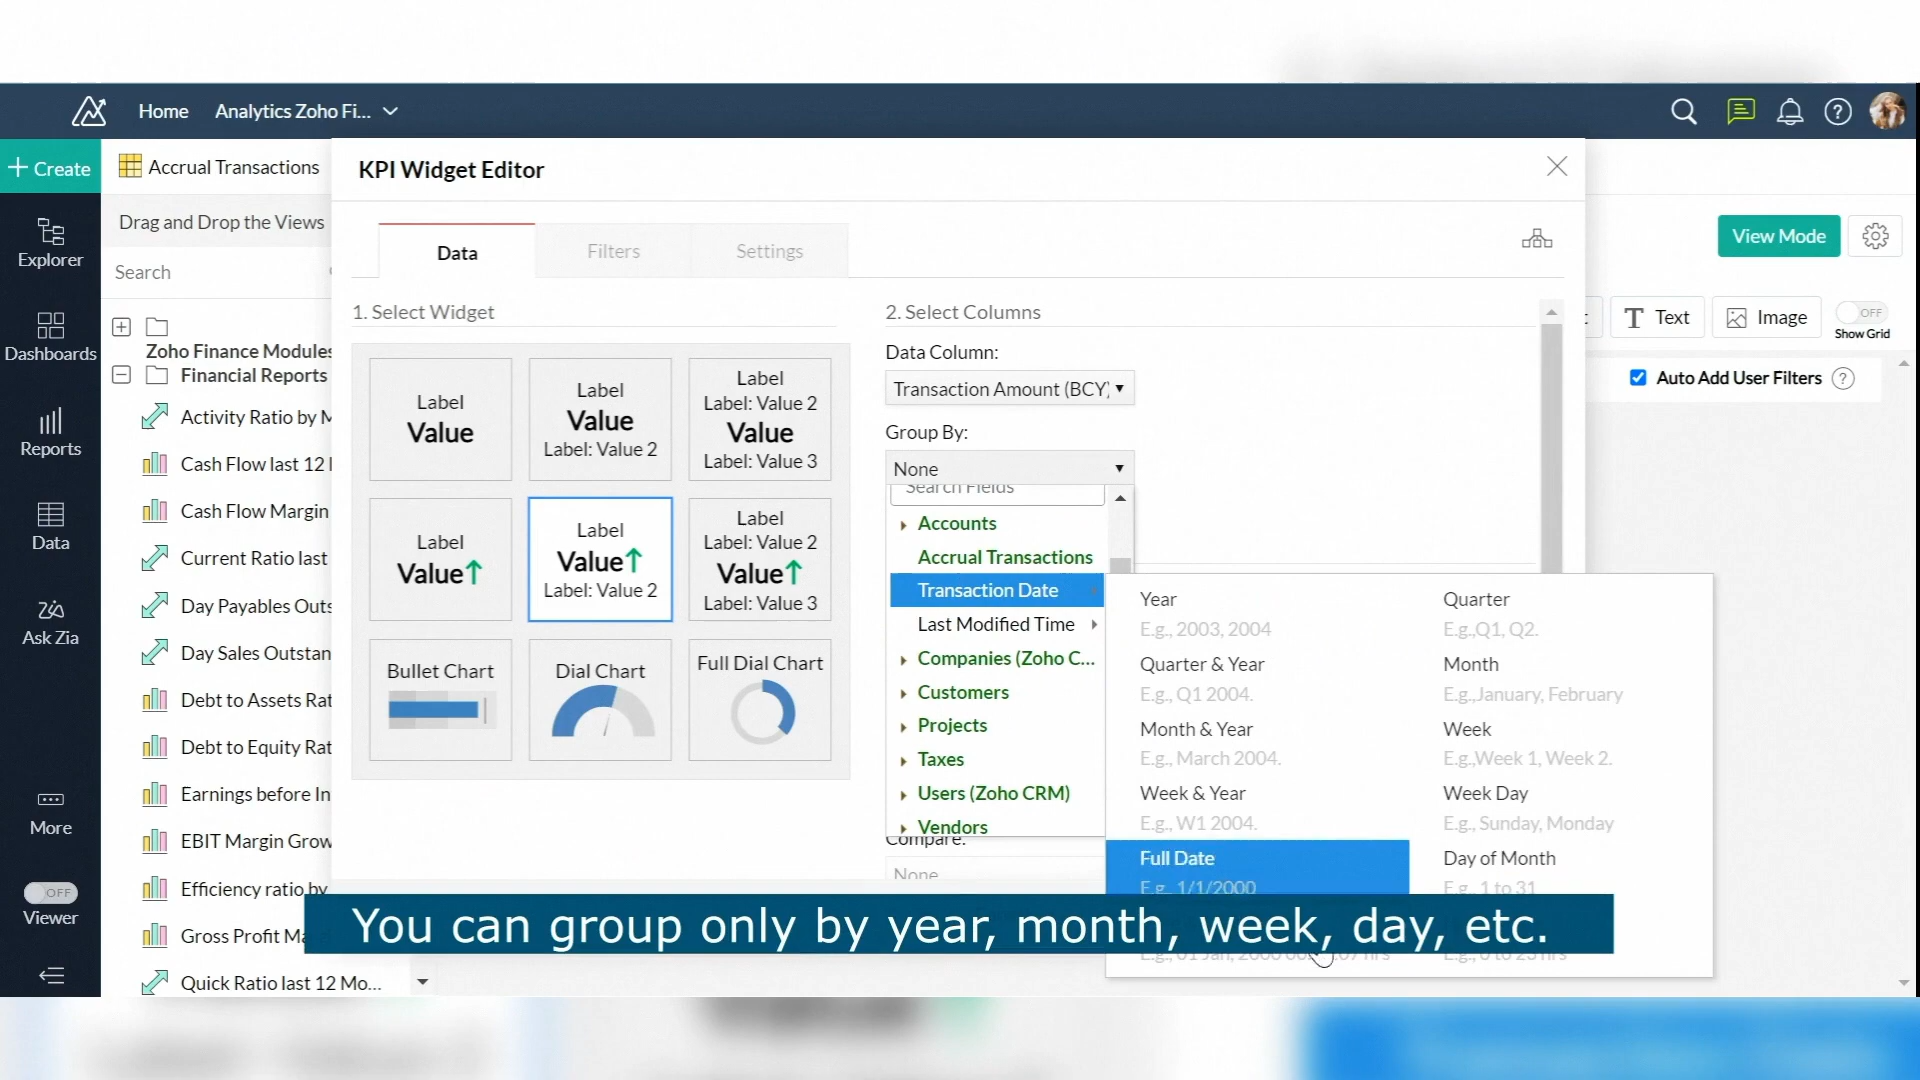 Home
Analytics Zoho Fi...
+ Create
Accrual Transactions
KPI Widget Editor
Drag and Drop the Views
Data
Filters
Settings
View Mode
Explorer
Search
1. Select Widget
2. Select Columns
Text
Image
OFF
Show Grid
Zoho Finance Modules
Financial Reports
Data Column:
Transaction Amount (BCY)
Auto Add User Filters
Dashboards
Label
Value
Label
Value
Label: Value 2
Label
Label: Value 2
Value
Label: Value 3
Group By:
None
Search Fields
Activity Ratio by M
Reports
Cash Flow last 12
Cash Flow Margin
Data
Label
Value↑
Label
Value↑
Label: Value 2
Label
Label: Value 2
Value↑
Label: Value 3
Accounts
Accrual Transactions
Transaction Date
Last Modified Time
Companies (Zoho C...
Customers
Projects
Taxes
Users (Zoho CRM)
Vendors
Current Ratio last
Day Payables Outs
Ask Zia
Day Sales Outstan
Debt to Assets Rat
Debt to Equity Rat
Bullet Chart
Dial Chart
Full Dial Chart
Year
E.g., 2003, 2004
Quarter
E.g.,Q1, Q2.
Quarter & Year
E.g., Q1 2004.
Month
E.g.,January, February
Month & Year
E.g., March 2004.
Week
E.g.,Week 1, Week 2.
Week & Year
E.g., W1 2004.
Week Day
E.g., Sunday, Monday
Full Date
E.g., 1/1/2000
Day of Month
E.g., 1 to 31
Compare:
None
More
Earnings before In
EBIT Margin Grow
Efficiency ratio by
OFF
Viewer
Gross Profit Ma
Quick Ratio last 12 Mo...
You can group only by year, month, week, day, etc.